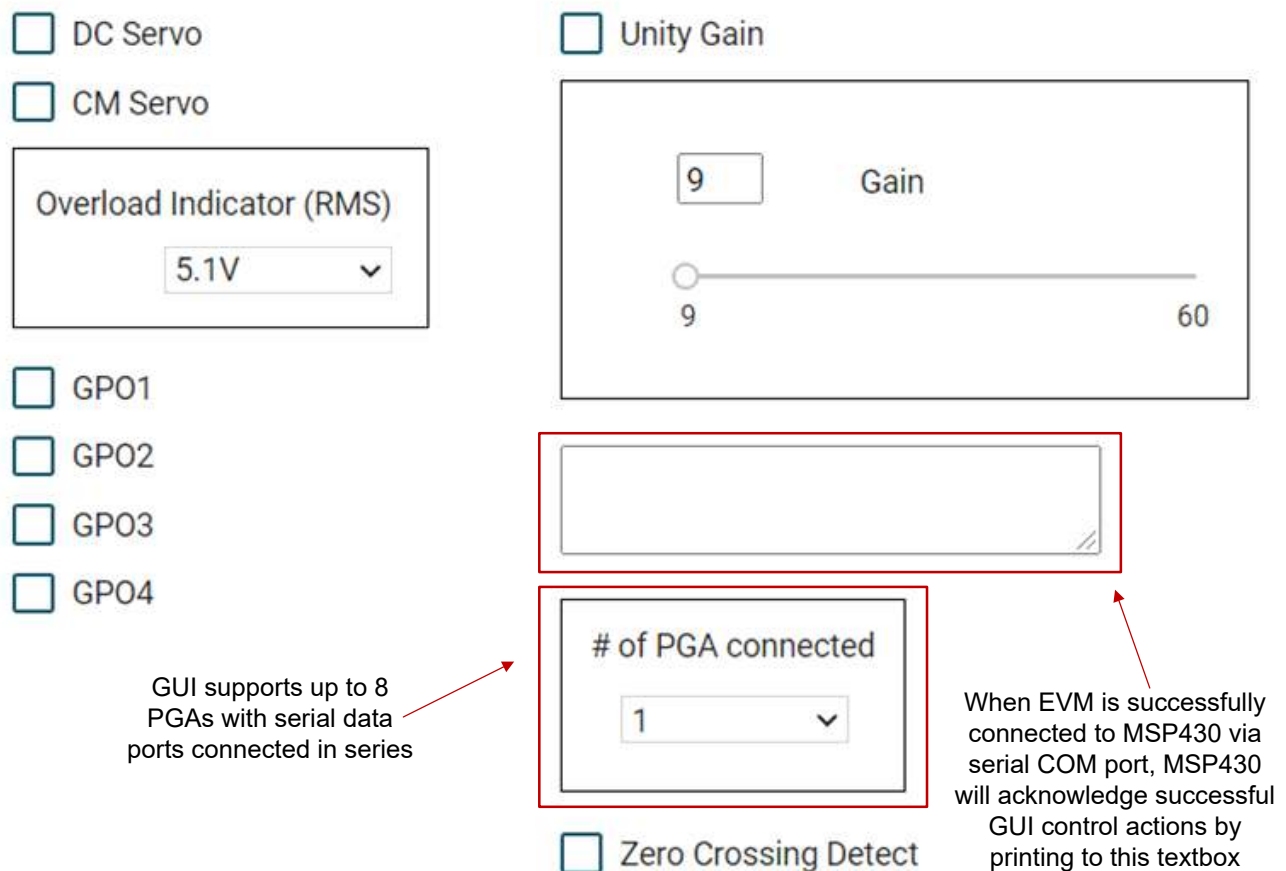 DC Servo
CM Servo
Overload Indicator (RMS)
5.1V
GPO1
GPO2
GPO3
GPO4
Unity Gain
9 Gain
9 60
# of PGA connected
1
Zero Crossing Detect
GUI supports up to 8
PGAs with serial data
ports connected in series
When EVM is successfully
connected to MSP430 via
serial COM port, MSP430
will acknowledge successful
GUI control actions by
printing to this textbox